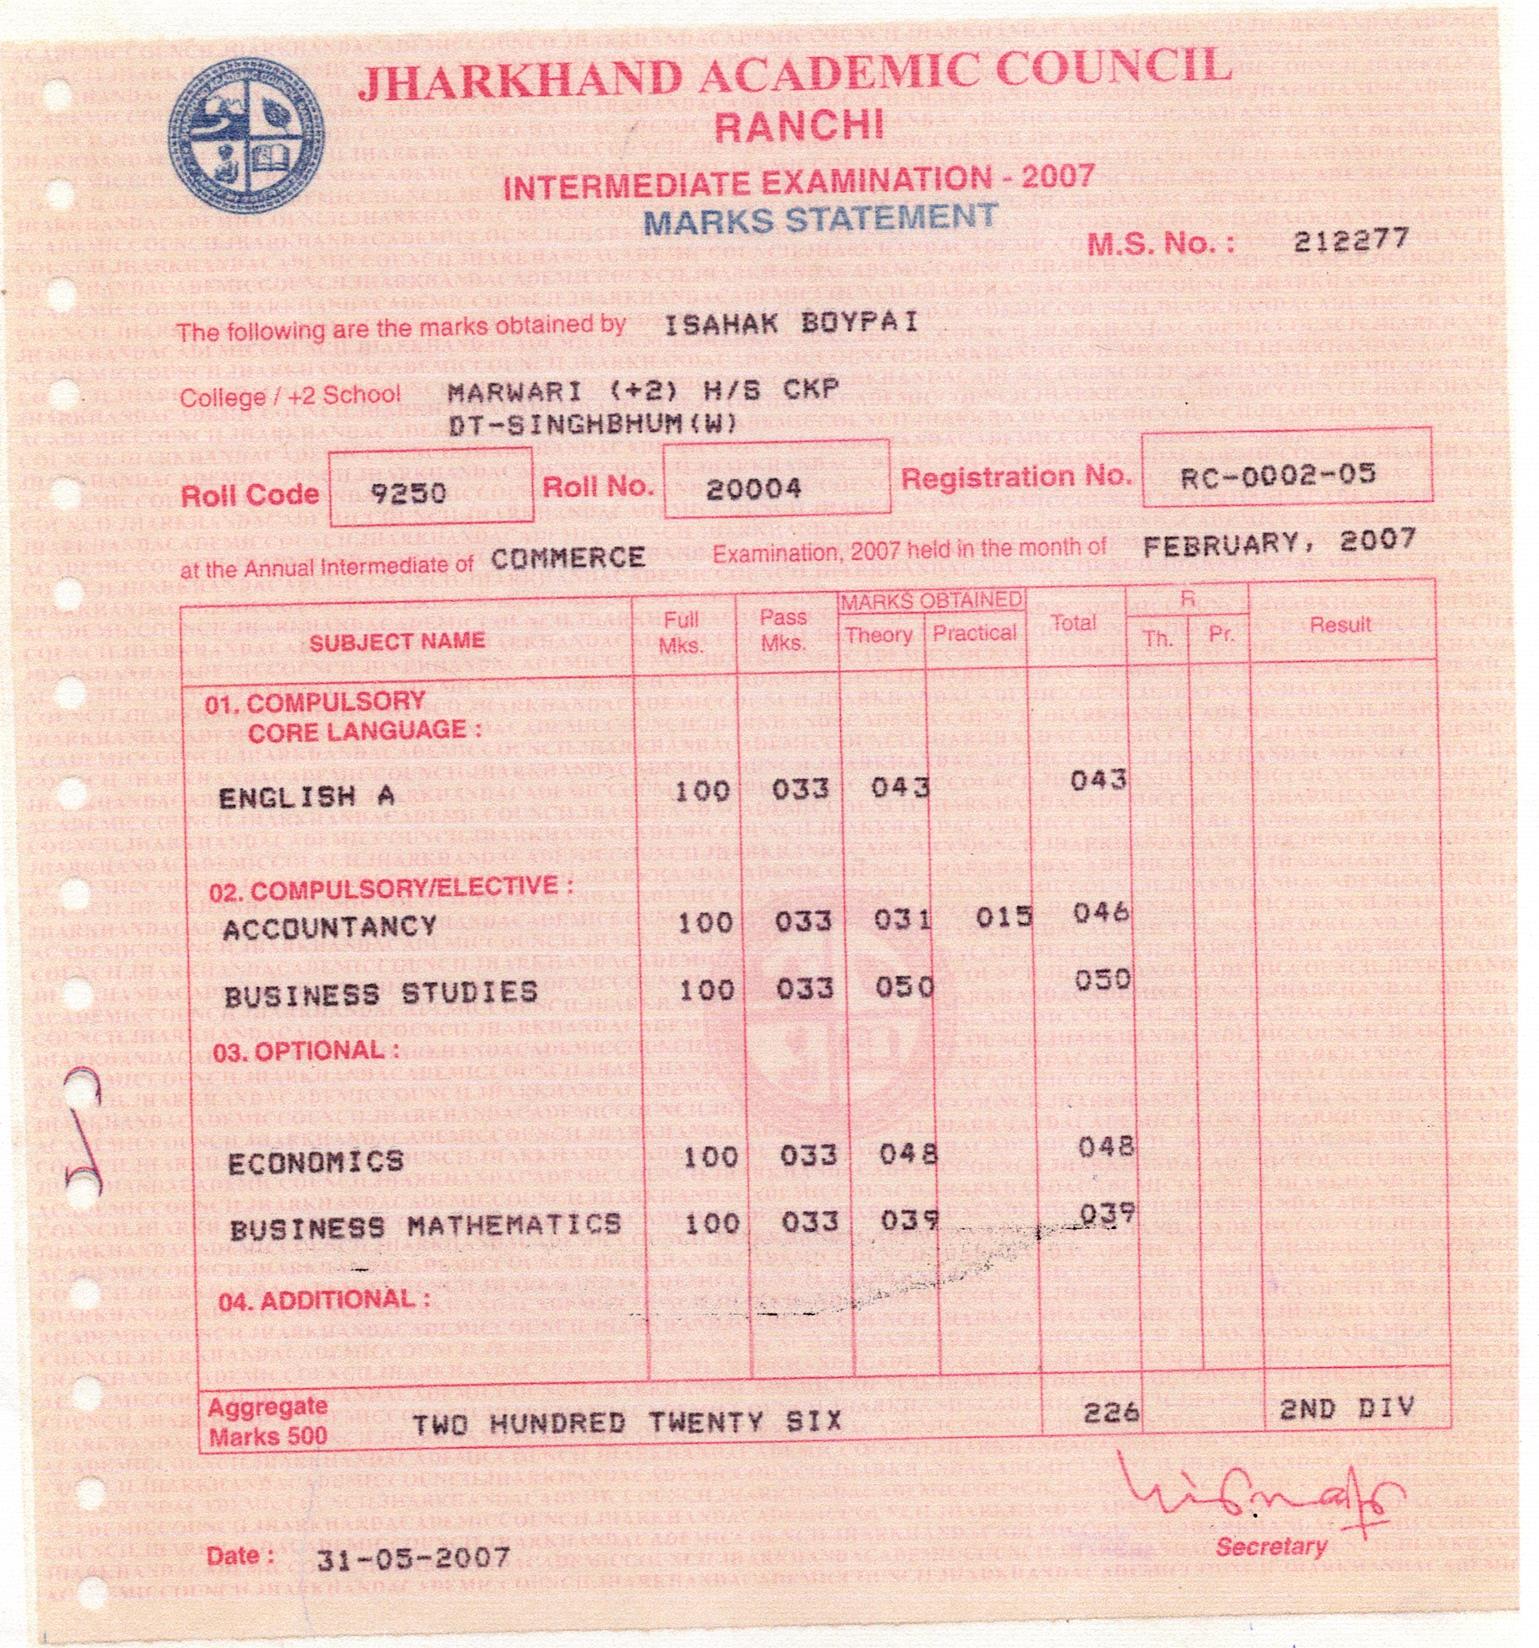 JHARKHAND ACADEMIC COUNCIL
RANCHI
INTERMEDIATE EXAMINATION - 2007
MARKS STATEMENT
M.S. No. : 212277
The following are the marks obtained by ISAHAK BOYPAI
College / +2 School MARWARI (+2) H/S CKP
DT-SINGHBHUM(W)
Roll Code 9250 Roll No. 20004 Registration No. RC-0002-05
at the Annual Intermediate of COMMERCE Examination, 2007 held in the month of FEBRUARY, 2007
SUBJECT NAME Full Mks. Pass Mks. MARKS OBTAINED Theory Practical Total R Th. Pr. Result
01. COMPULSORY
CORE LANGUAGE :
ENGLISH A 100 033 043 043
02. COMPULSORY/ELECTIVE :
ACCOUNTANCY 100 033 031 015 046
BUSINESS STUDIES 100 033 050 050
03. OPTIONAL :
ECONOMICS 100 033 048 048
BUSINESS MATHEMATICS 100 033 039 039
04. ADDITIONAL :
Aggregate
Marks 500 TWO HUNDRED TWENTY SIX 226 2ND DIV
Secretary
Date : 31-05-2007